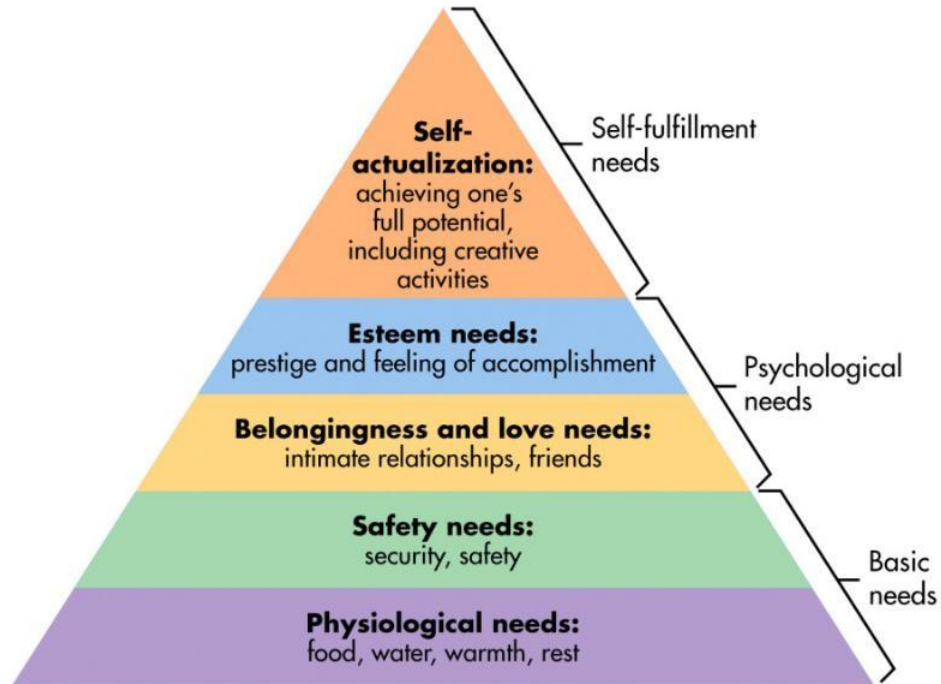 Self-
actualization:
achieving one's
full potential,
including creative
activities
Esteem needs:
prestige and feeling of accomplishment
Belongingness and love needs:
intimate relationships, friends
Safety needs:
security, safety
Physiological needs:
food, water, warmth, rest
Self-fulfillment
needs
Psychological
needs
Basic
needs